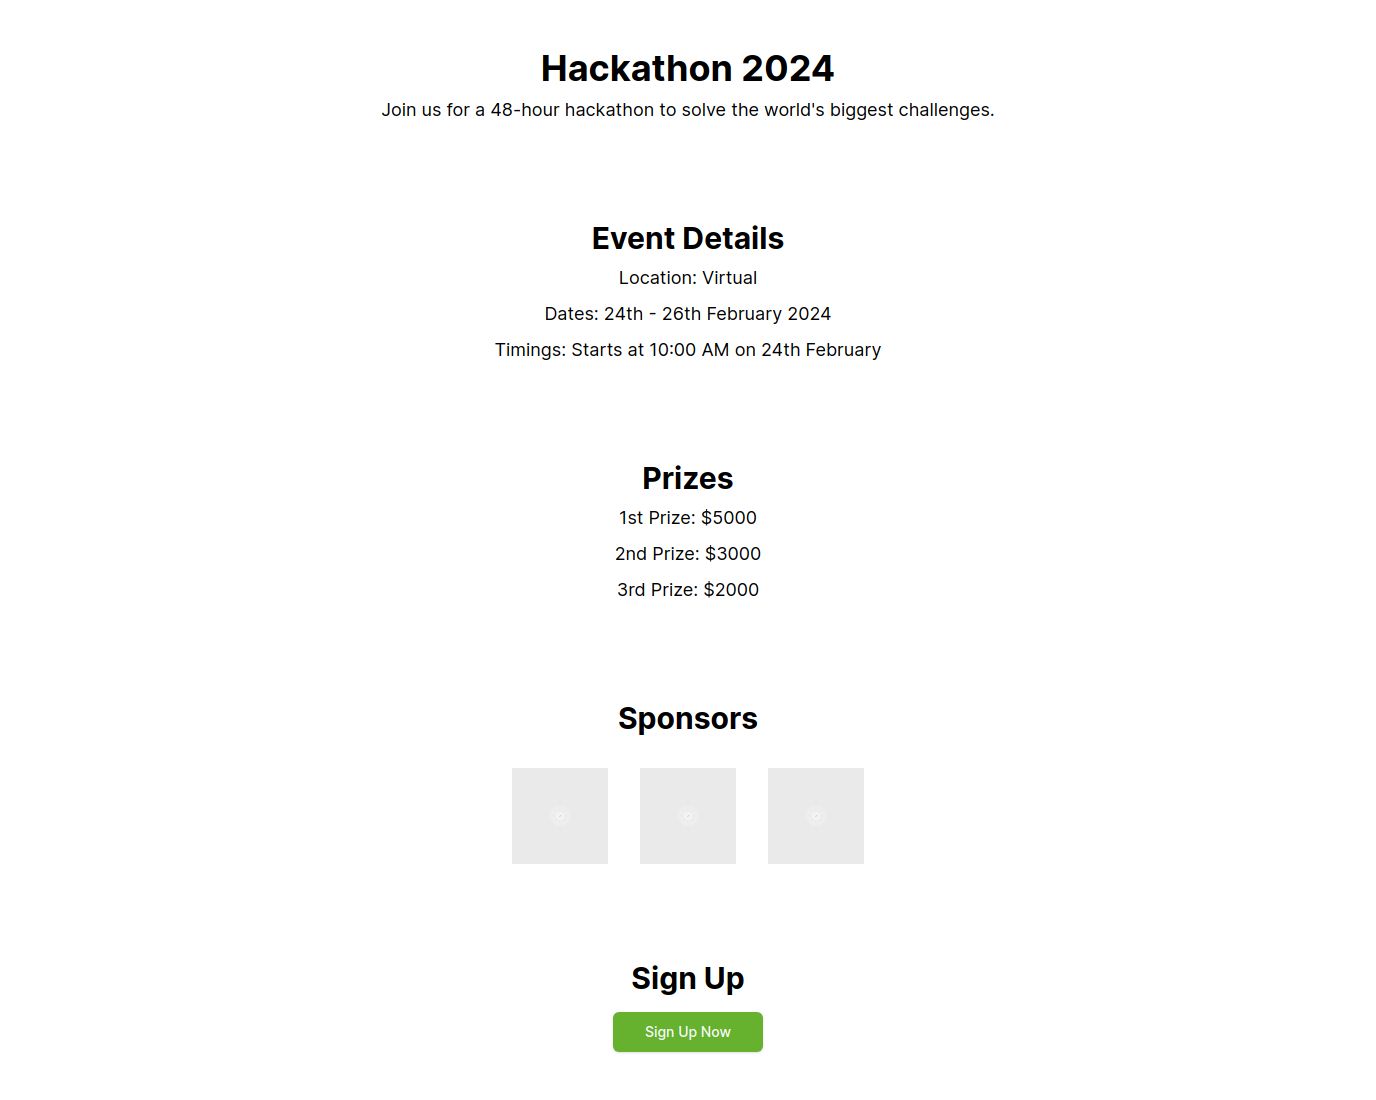 Hackathon 2024
Join us for a 48-hour hackathon to solve the world's biggest challenges.
Event Details
Location: Virtual
Dates: 24th - 26th February 2024
Timings: Starts at 10:00 AM on 24th February
Prizes
1st Prize: $5000
2nd Prize: $3000
3rd Prize: $2000
Sponsors
Sign Up
Sign Up Now